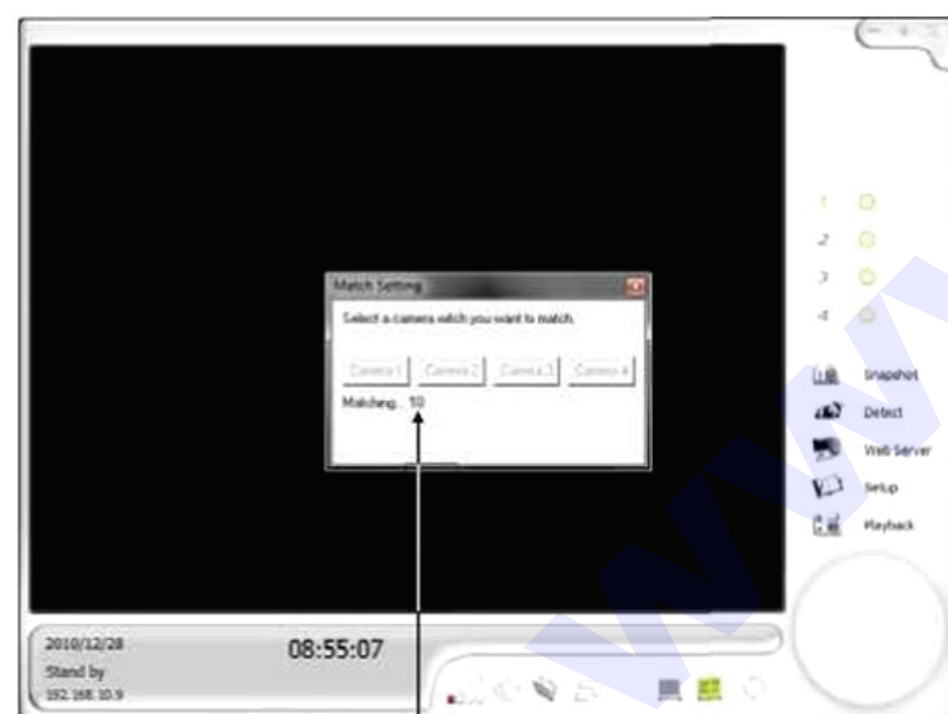 1
2
3
4
Match Setting
Select a camera witch you want to match.
Camera 1 Camera 2 Camera 3 Camera 4
Matching... 10
Snapshot
Detect
Web Server
Setup
Playback
2010/12/28
08:55:07
Stand by
192.168.10.9